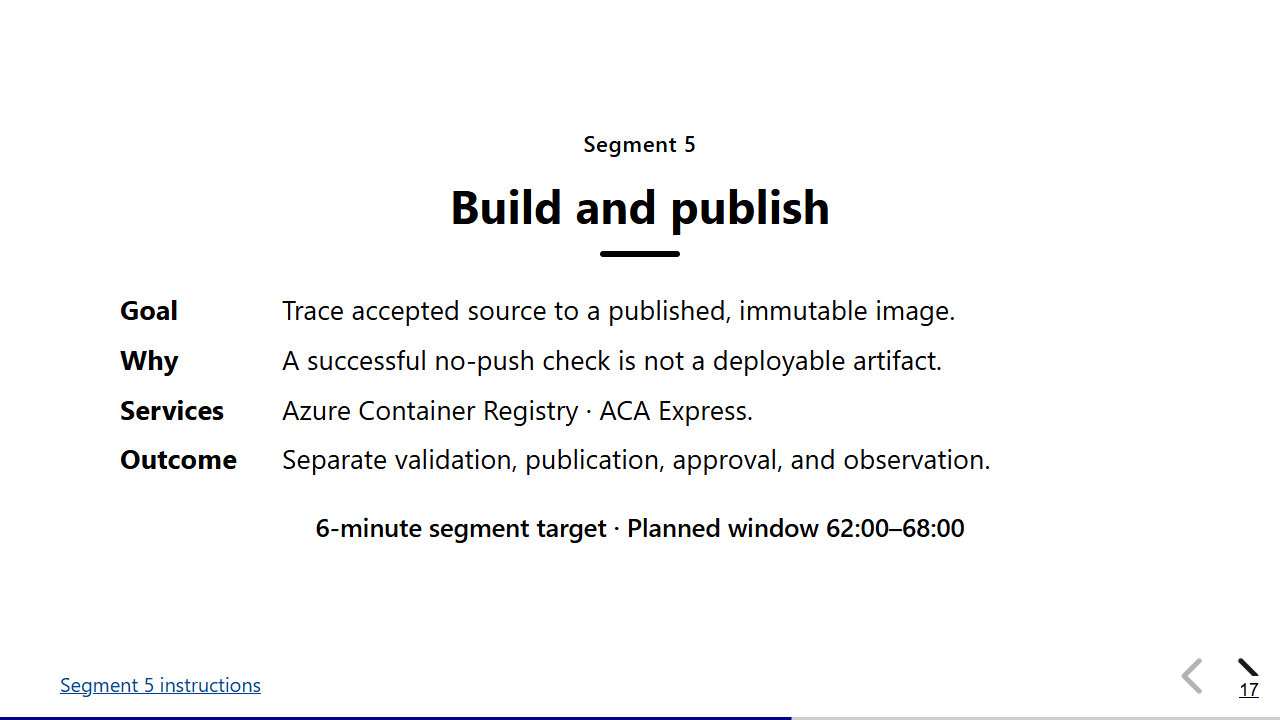 Segment 5
Build and publish
Goal Trace accepted source to a published, immutable image.
Why A successful no-push check is not a deployable artifact.
Services Azure Container Registry · ACA Express.
Outcome Separate validation, publication, approval, and observation.
6-minute segment target · Planned window 62:00–68:00
Segment 5 instructions
17